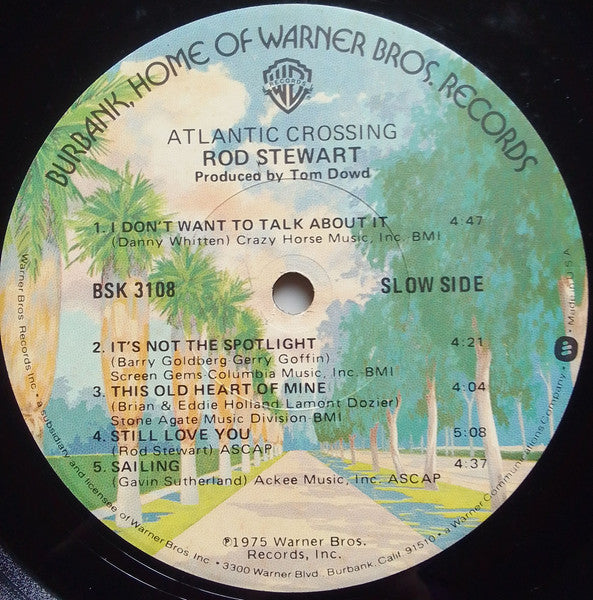 BURBANK, HOME OF WARNER BROS. RECORDS
RECORDS
ATLANTIC CROSSING
ROD STEWART
Produced by Tom Dowd
1. I DON'T WANT TO TALK ABOUT IT 4:47
(Danny Whitten) Crazy Horse Music, Inc. BMI
BSK 3108 SLOW SIDE
2. IT'S NOT THE SPOTLIGHT 4:21
(Barry Goldberg-Gerry Goffin)
Screen Gems-Columbia Music, Inc. BMI
3. THIS OLD HEART OF MINE 4:04
(Brian & Eddie Holland Lamont Dozier)
Stone Agate Music Division BMI
4. STILL LOVE YOU 5:08
(Rod Stewart) ASCAP
5. SAILING 4:37
(Gavin Sutherland) Ackee Music, Inc. ASCAP
℗1975 Warner Bros.
Records, Inc.
Warner Bros. Records Inc. • a subsidiary and licensee of Warner Bros. Inc. • 3300 Warner Blvd., Burbank, Calif. 91510 • a Warner Communications Company • Made in U S A